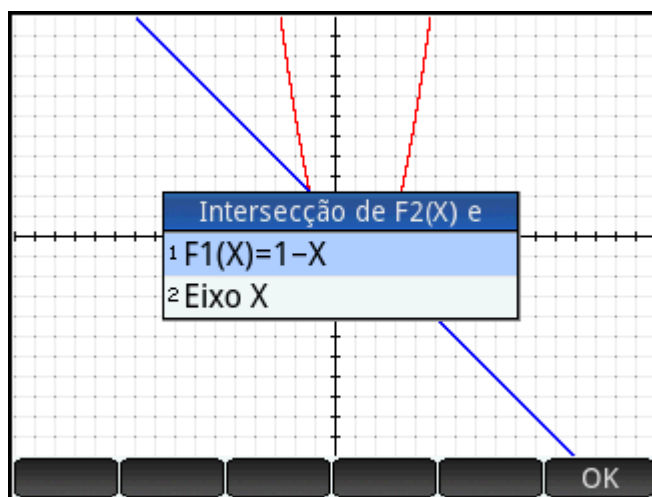 Intersecção de F2(X) e
1 F1(X)=1−X
2 Eixo X
OK